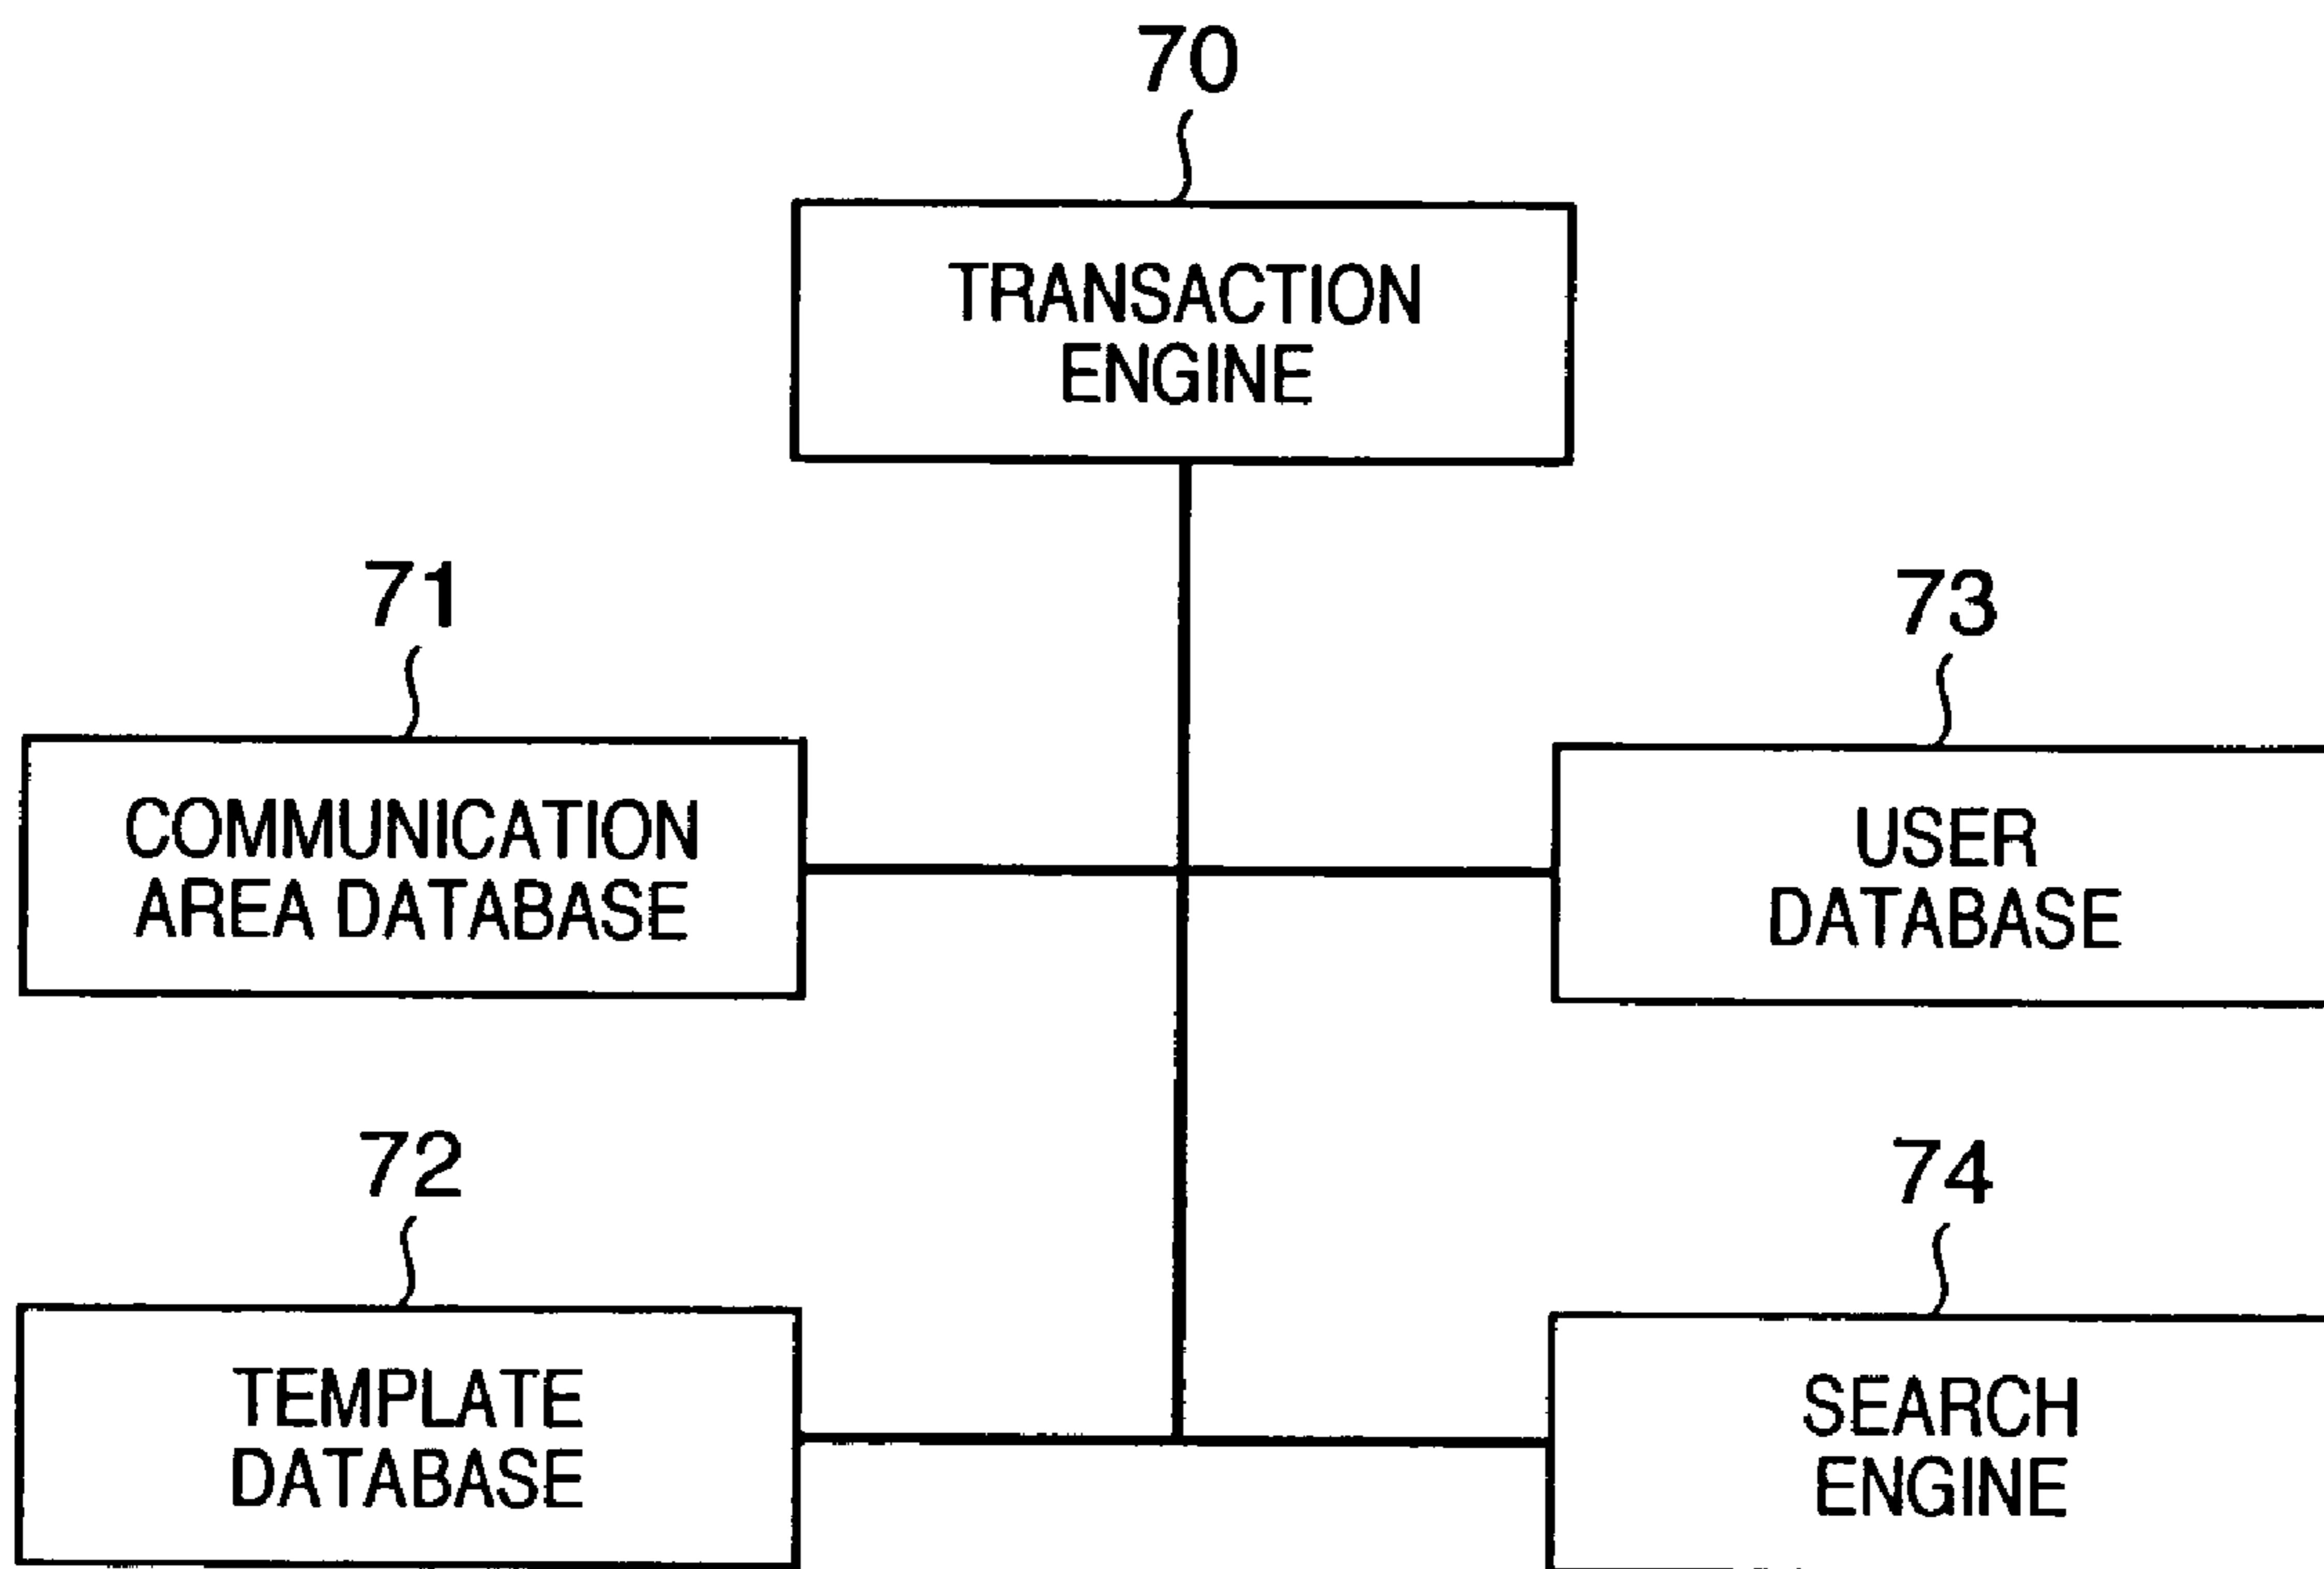 70
TRANSACTION
ENGINE
71
COMMUNICATION
AREA DATABASE
73
USER
DATABASE
72
TEMPLATE
DATABASE
74
SEARCH
ENGINE